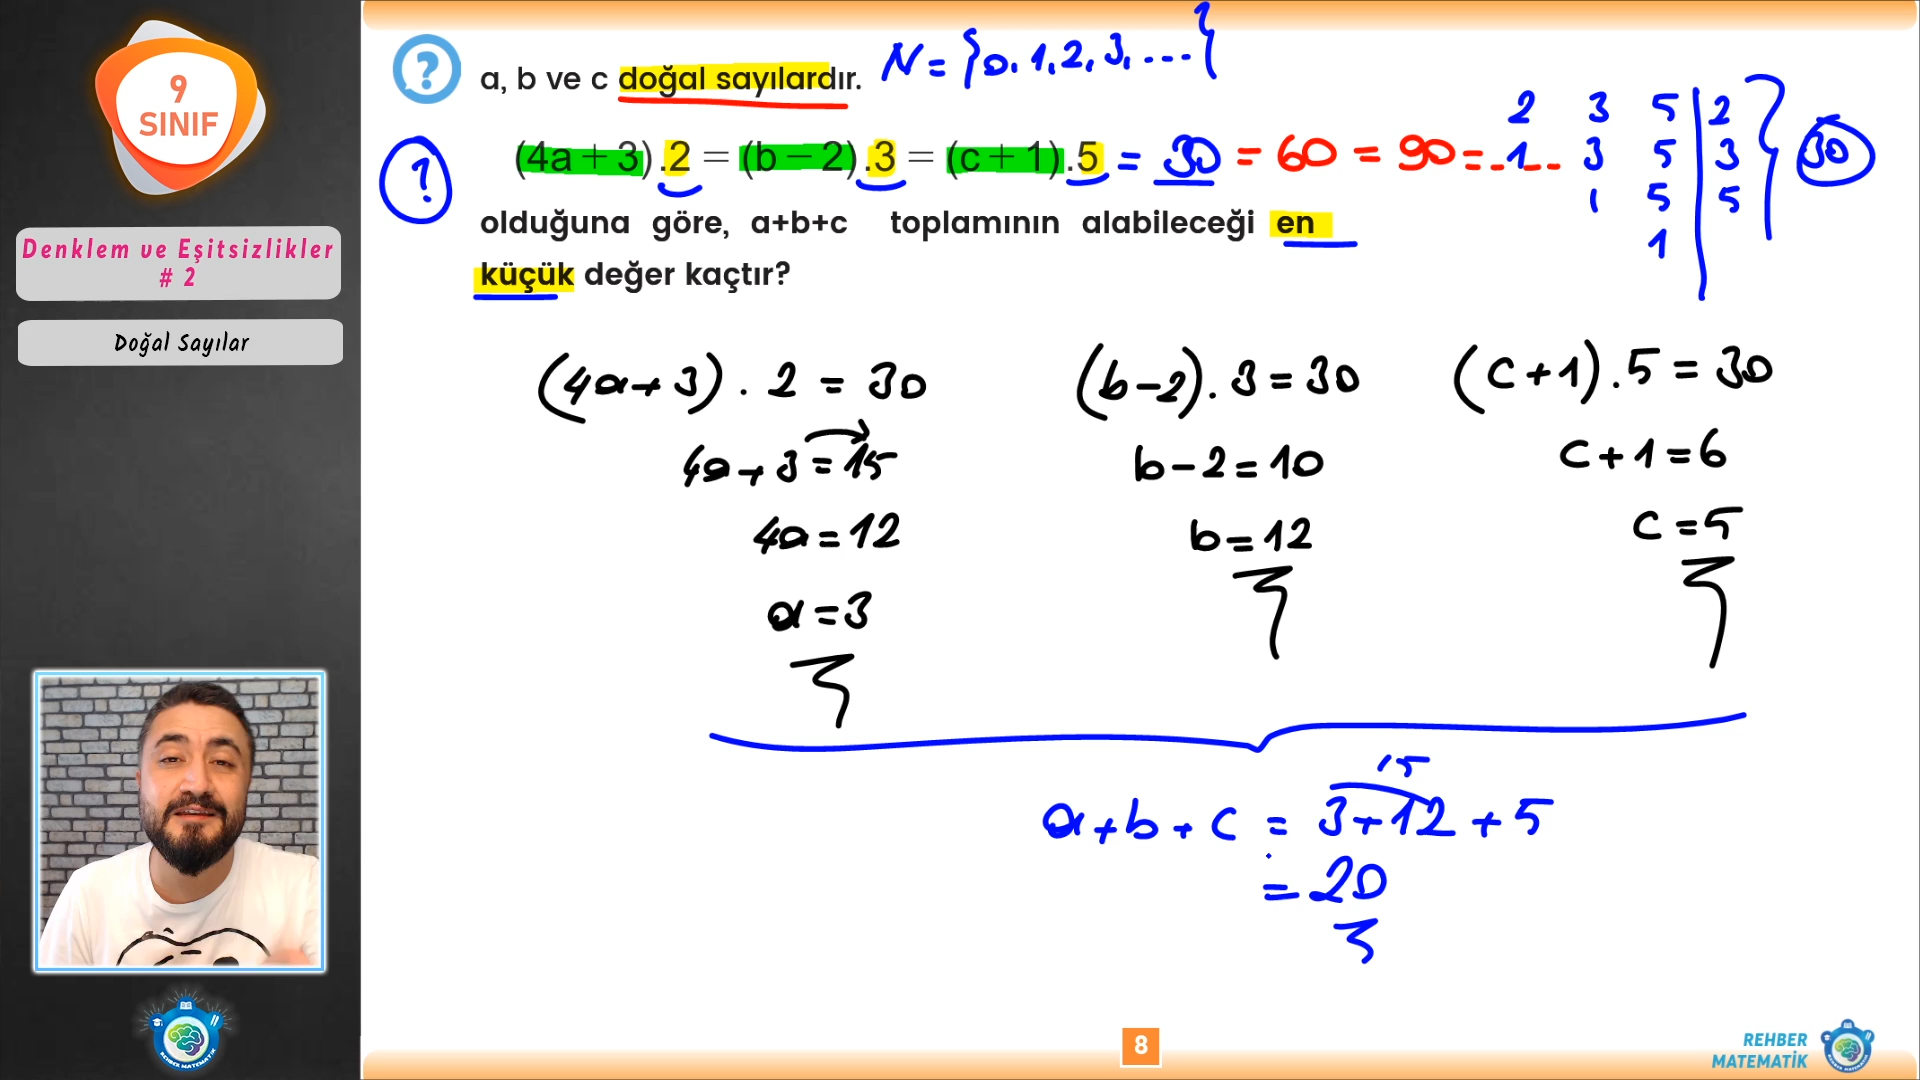 9
SINIF
Denklem ve Eşitsizlikler
# 2
Doğal Sayılar
a, b ve c doğal sayılardır.
N = {0, 1, 2, 3, ...}
? (4a+3).2 = (b−2).3 = (c+1).5 = 30 = 60 = 90 = ...
olduğuna göre, a+b+c toplamının alabileceği en
küçük değer kaçtır?
2 3 5 | 2
1 3 5 | 3
1 5 | 5
1
30
(4a+3) . 2 = 30
4a+3 = 15
4a = 12
a = 3
(b−2) . 3 = 30
b−2 = 10
b = 12
(c+1) . 5 = 30
c+1 = 6
c = 5
15
a+b+c = 3+12+5
= 20
8
REHBER
MATEMATİK
REHBER MATEMATİK